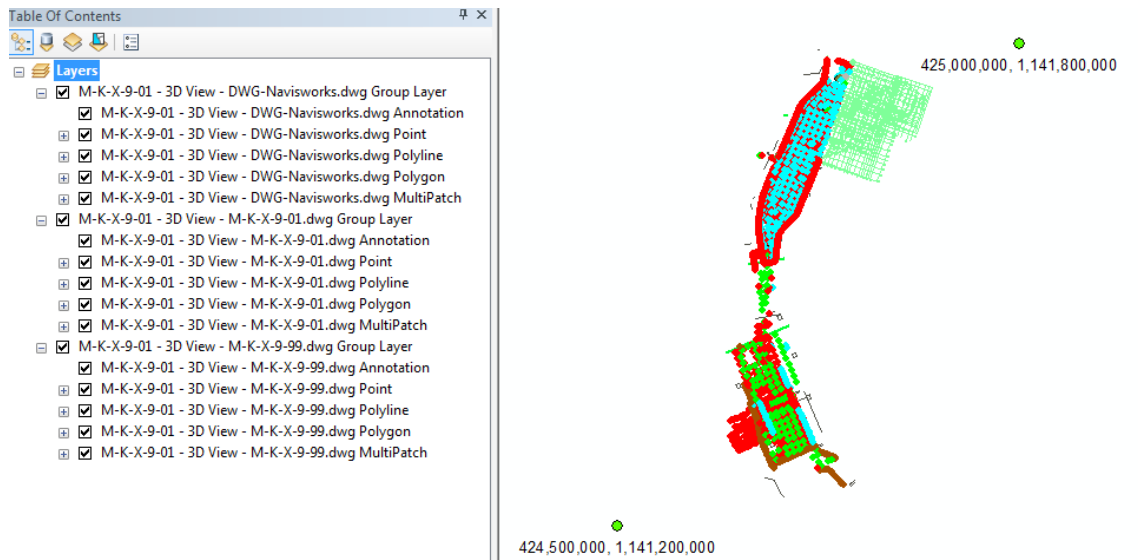 Table Of Contents
Layers
M-K-X-9-01 - 3D View - DWG-Navisworks.dwg Group Layer
M-K-X-9-01 - 3D View - DWG-Navisworks.dwg Annotation
M-K-X-9-01 - 3D View - DWG-Navisworks.dwg Point
M-K-X-9-01 - 3D View - DWG-Navisworks.dwg Polyline
M-K-X-9-01 - 3D View - DWG-Navisworks.dwg Polygon
M-K-X-9-01 - 3D View - DWG-Navisworks.dwg MultiPatch
M-K-X-9-01 - 3D View - M-K-X-9-01.dwg Group Layer
M-K-X-9-01 - 3D View - M-K-X-9-01.dwg Annotation
M-K-X-9-01 - 3D View - M-K-X-9-01.dwg Point
M-K-X-9-01 - 3D View - M-K-X-9-01.dwg Polyline
M-K-X-9-01 - 3D View - M-K-X-9-01.dwg Polygon
M-K-X-9-01 - 3D View - M-K-X-9-01.dwg MultiPatch
M-K-X-9-01 - 3D View - M-K-X-9-99.dwg Group Layer
M-K-X-9-01 - 3D View - M-K-X-9-99.dwg Annotation
M-K-X-9-01 - 3D View - M-K-X-9-99.dwg Point
M-K-X-9-01 - 3D View - M-K-X-9-99.dwg Polyline
M-K-X-9-01 - 3D View - M-K-X-9-99.dwg Polygon
M-K-X-9-01 - 3D View - M-K-X-9-99.dwg MultiPatch
425,000,000, 1,141,800,000
424,500,000, 1,141,200,000